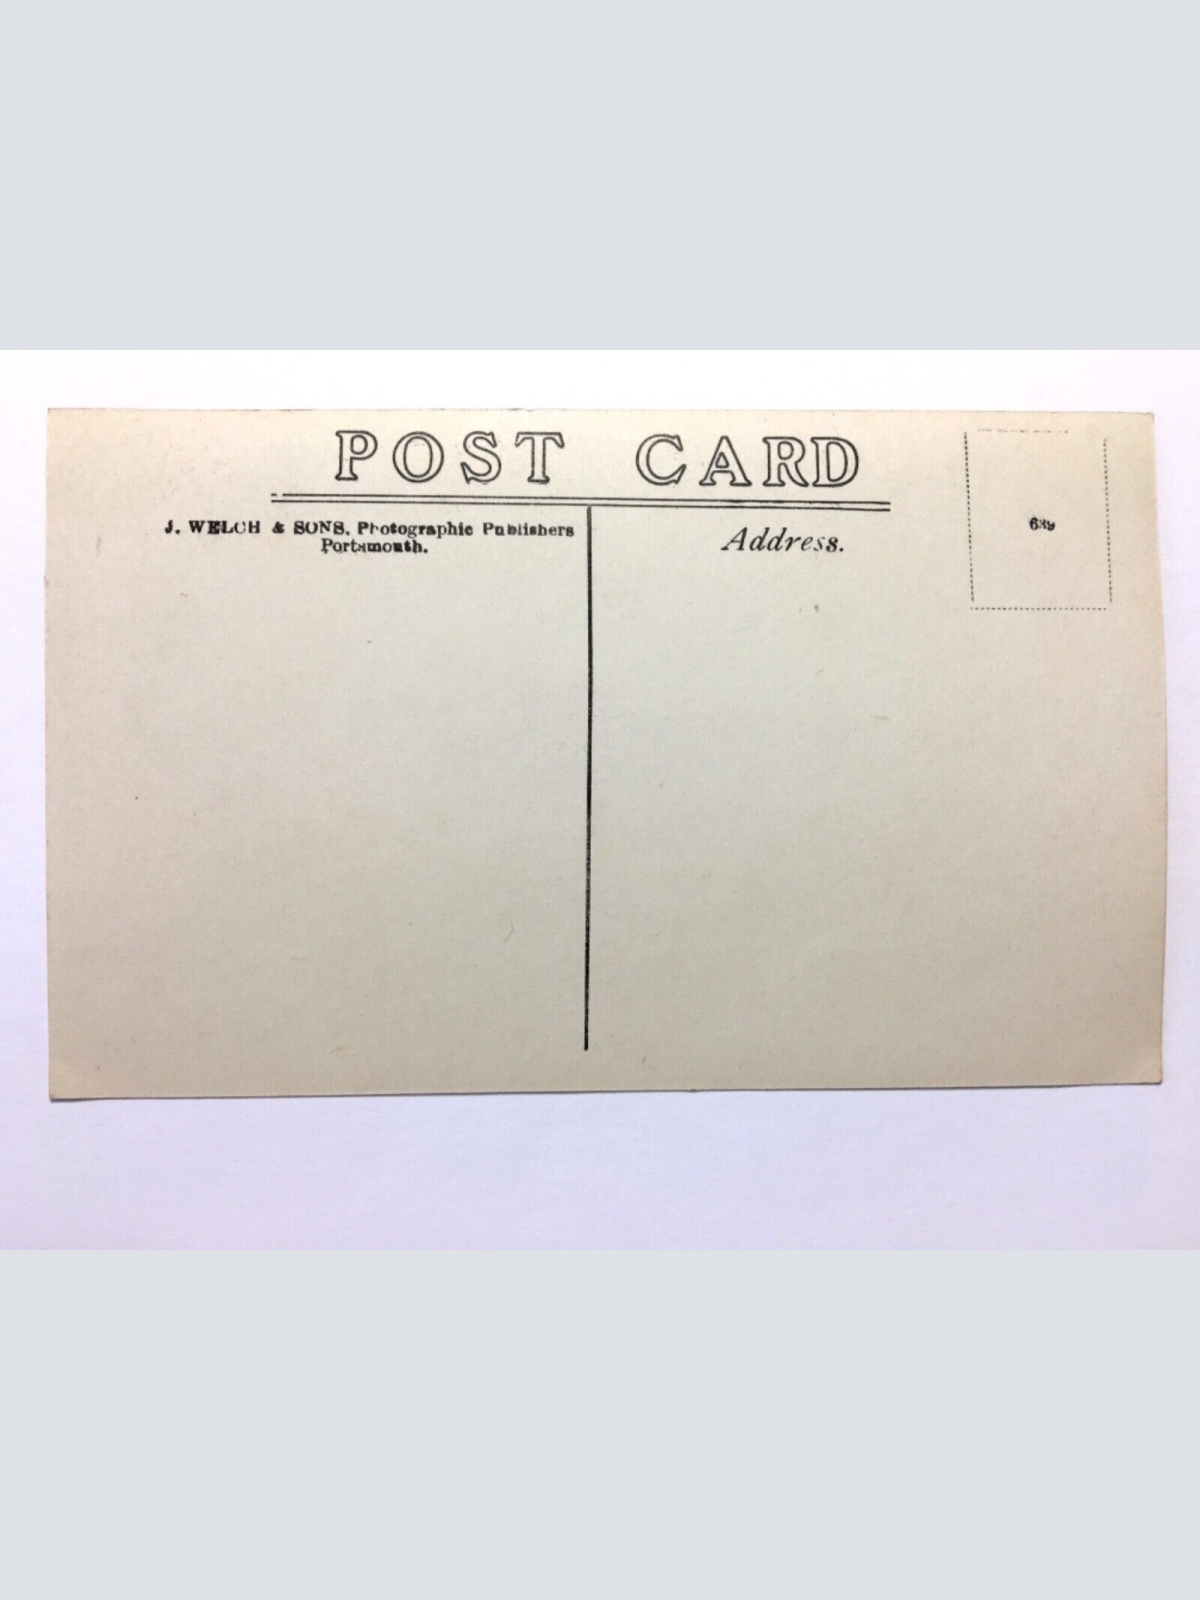 POST CARD
J. WELCH & SONS, Photographic Publishers
Portsmouth.
Address.
639